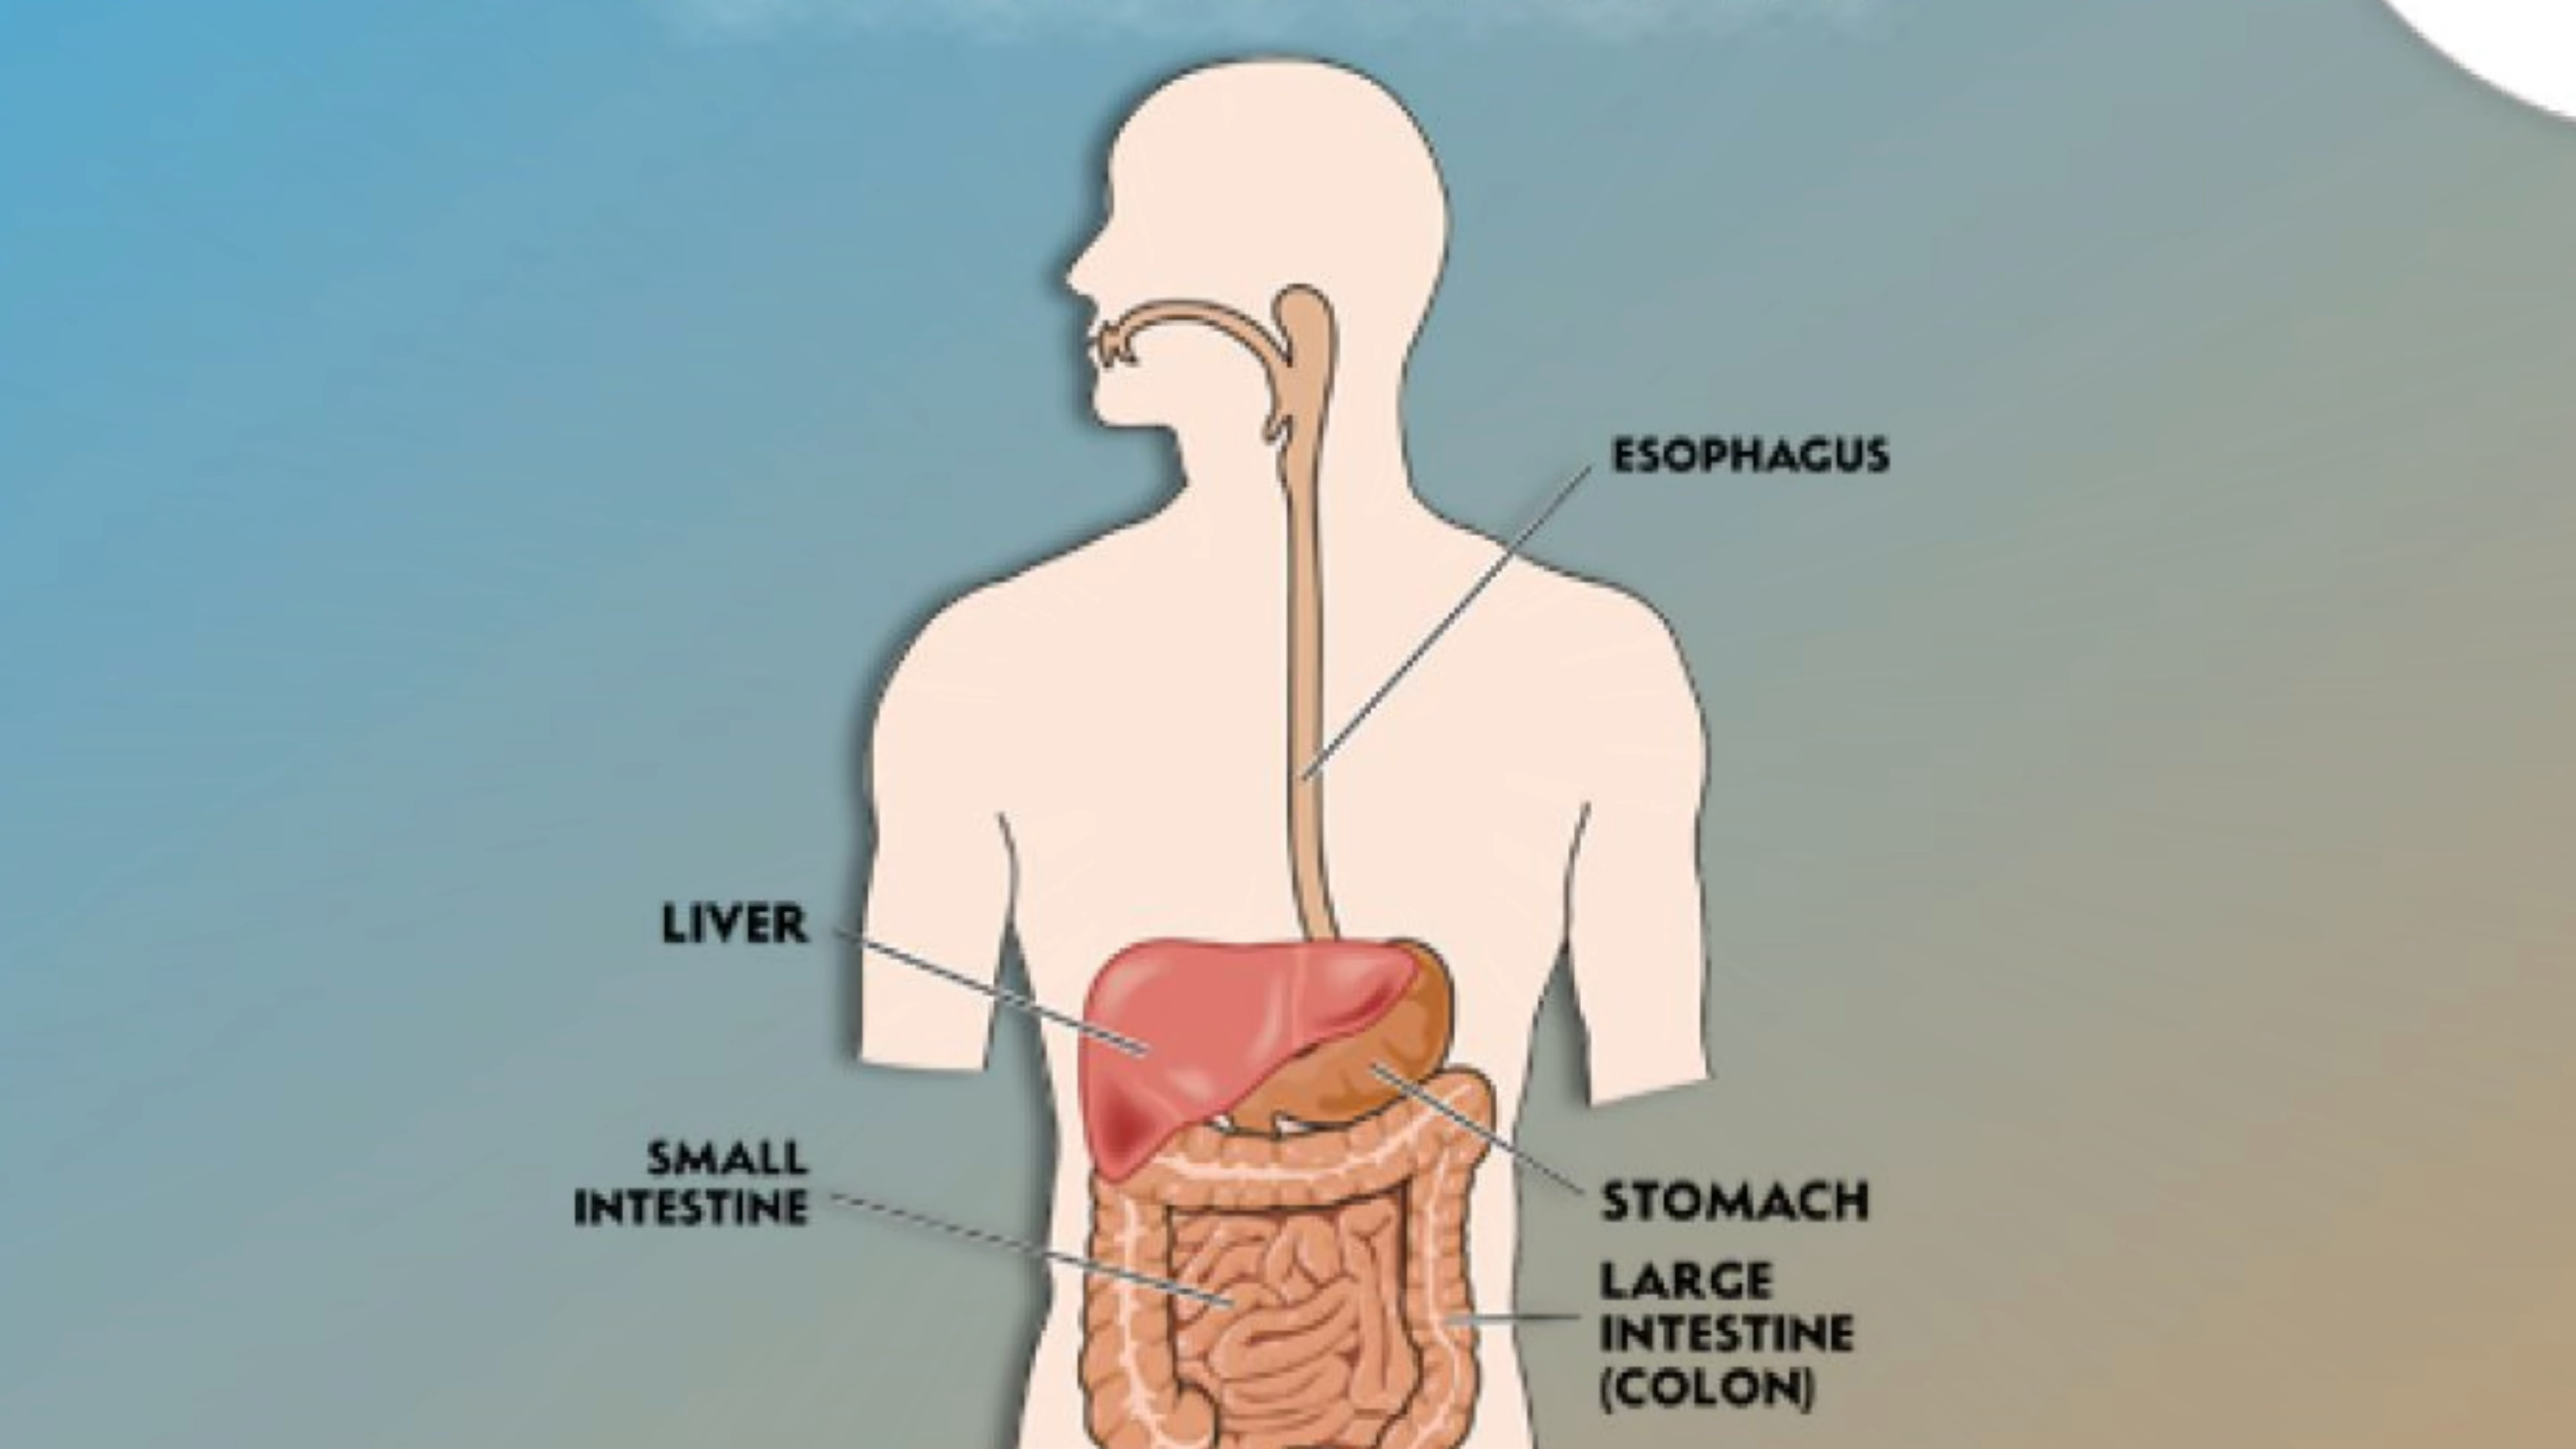 ESOPHAGUS
LIVER
SMALL
INTESTINE
STOMACH
LARGE
INTESTINE
(COLON)